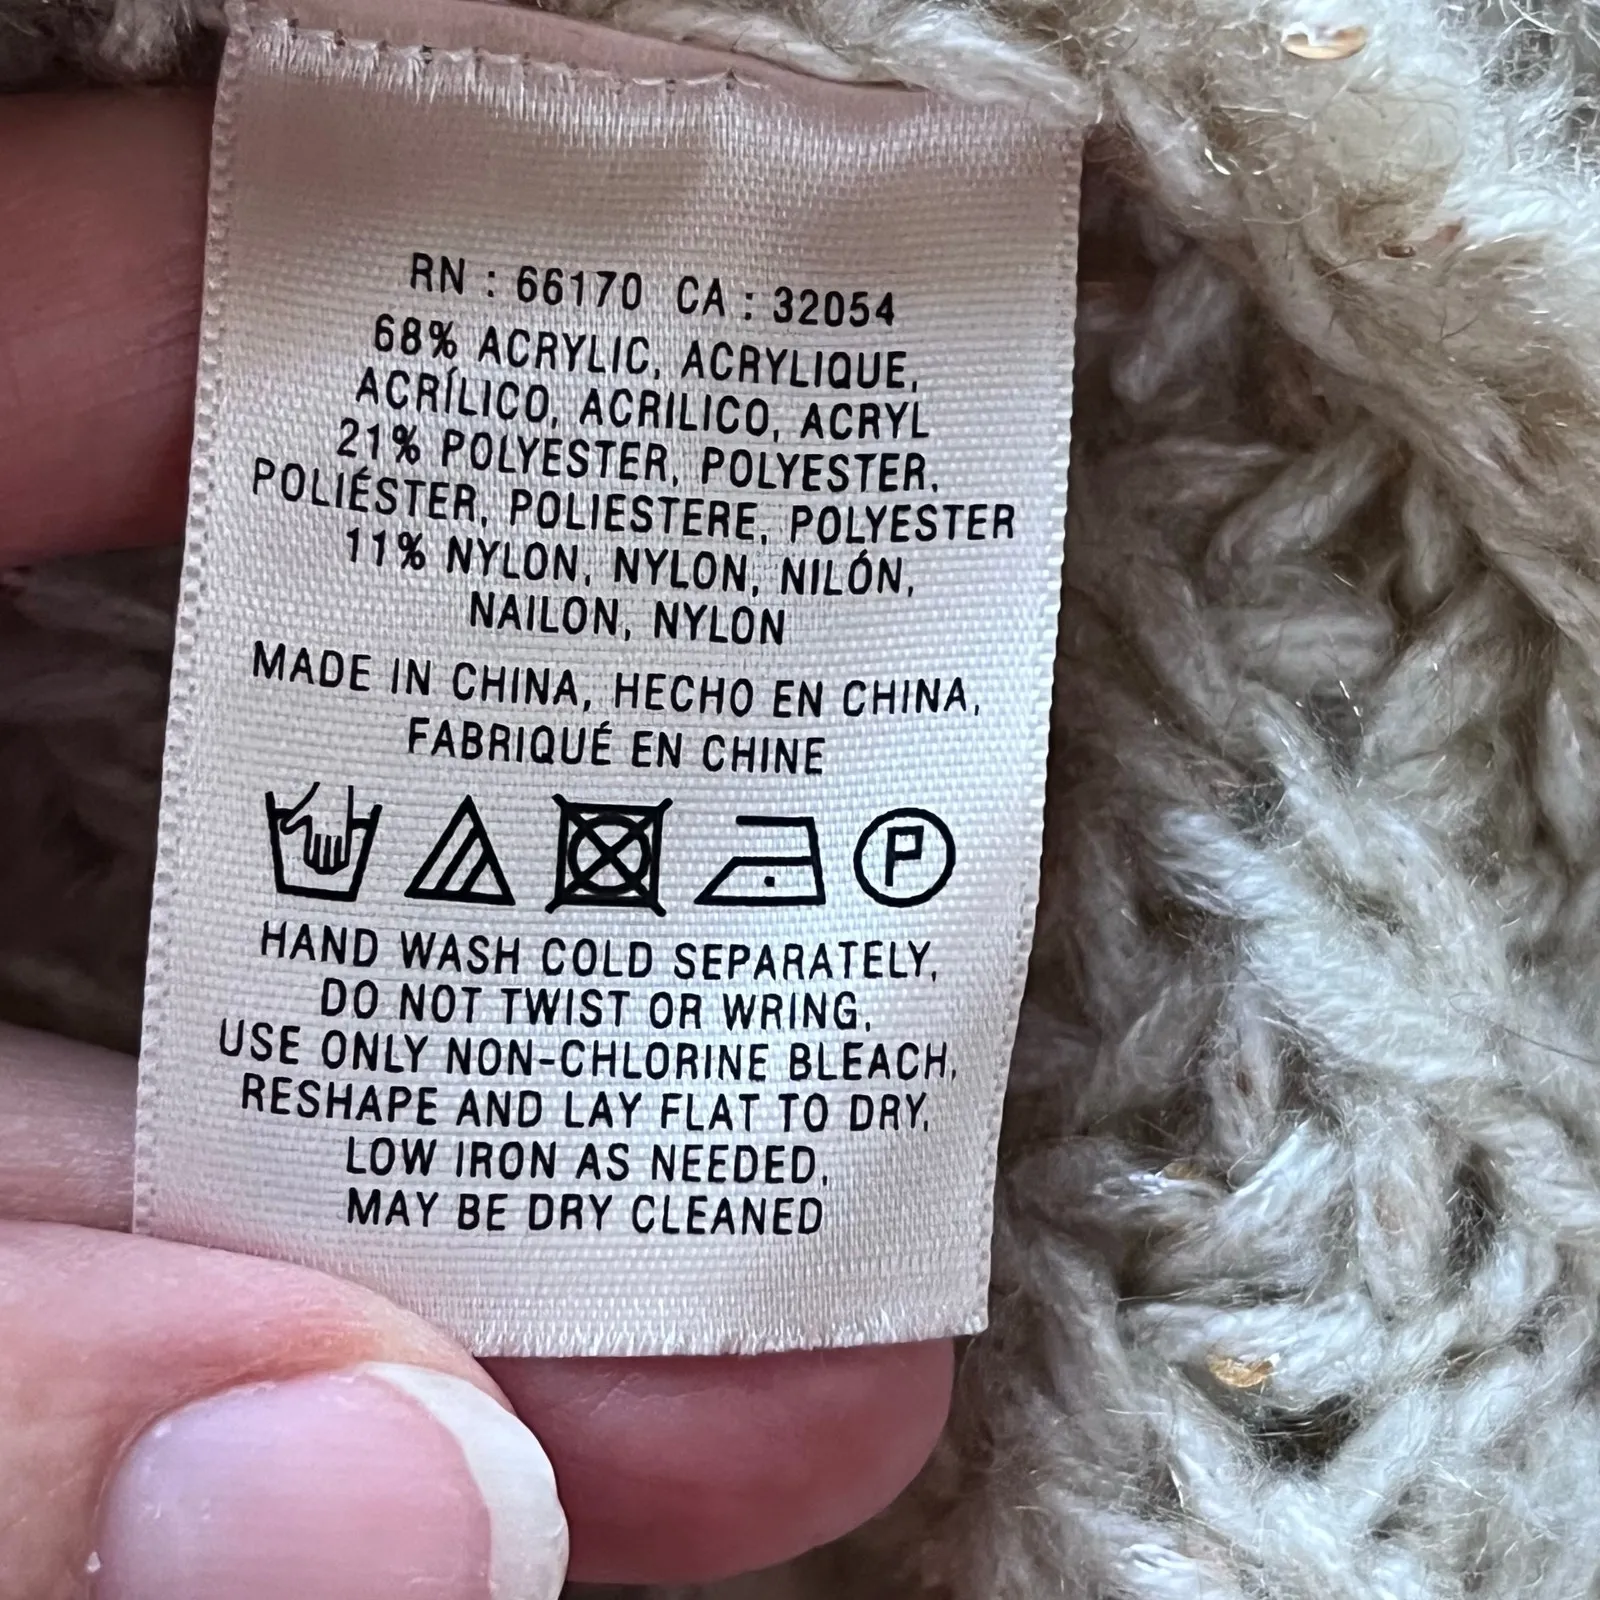 RN : 66170 CA : 32054
68% ACRYLIC, ACRYLIQUE,
ACRÍLICO, ACRILICO, ACRYL
21% POLYESTER, POLYESTER,
POLIÉSTER, POLIESTERE, POLYESTER
11% NYLON, NYLON, NILÓN,
NAILON, NYLON
MADE IN CHINA, HECHO EN CHINA,
FABRIQUÉ EN CHINE
P
HAND WASH COLD SEPARATELY,
DO NOT TWIST OR WRING,
USE ONLY NON-CHLORINE BLEACH,
RESHAPE AND LAY FLAT TO DRY,
LOW IRON AS NEEDED,
MAY BE DRY CLEANED